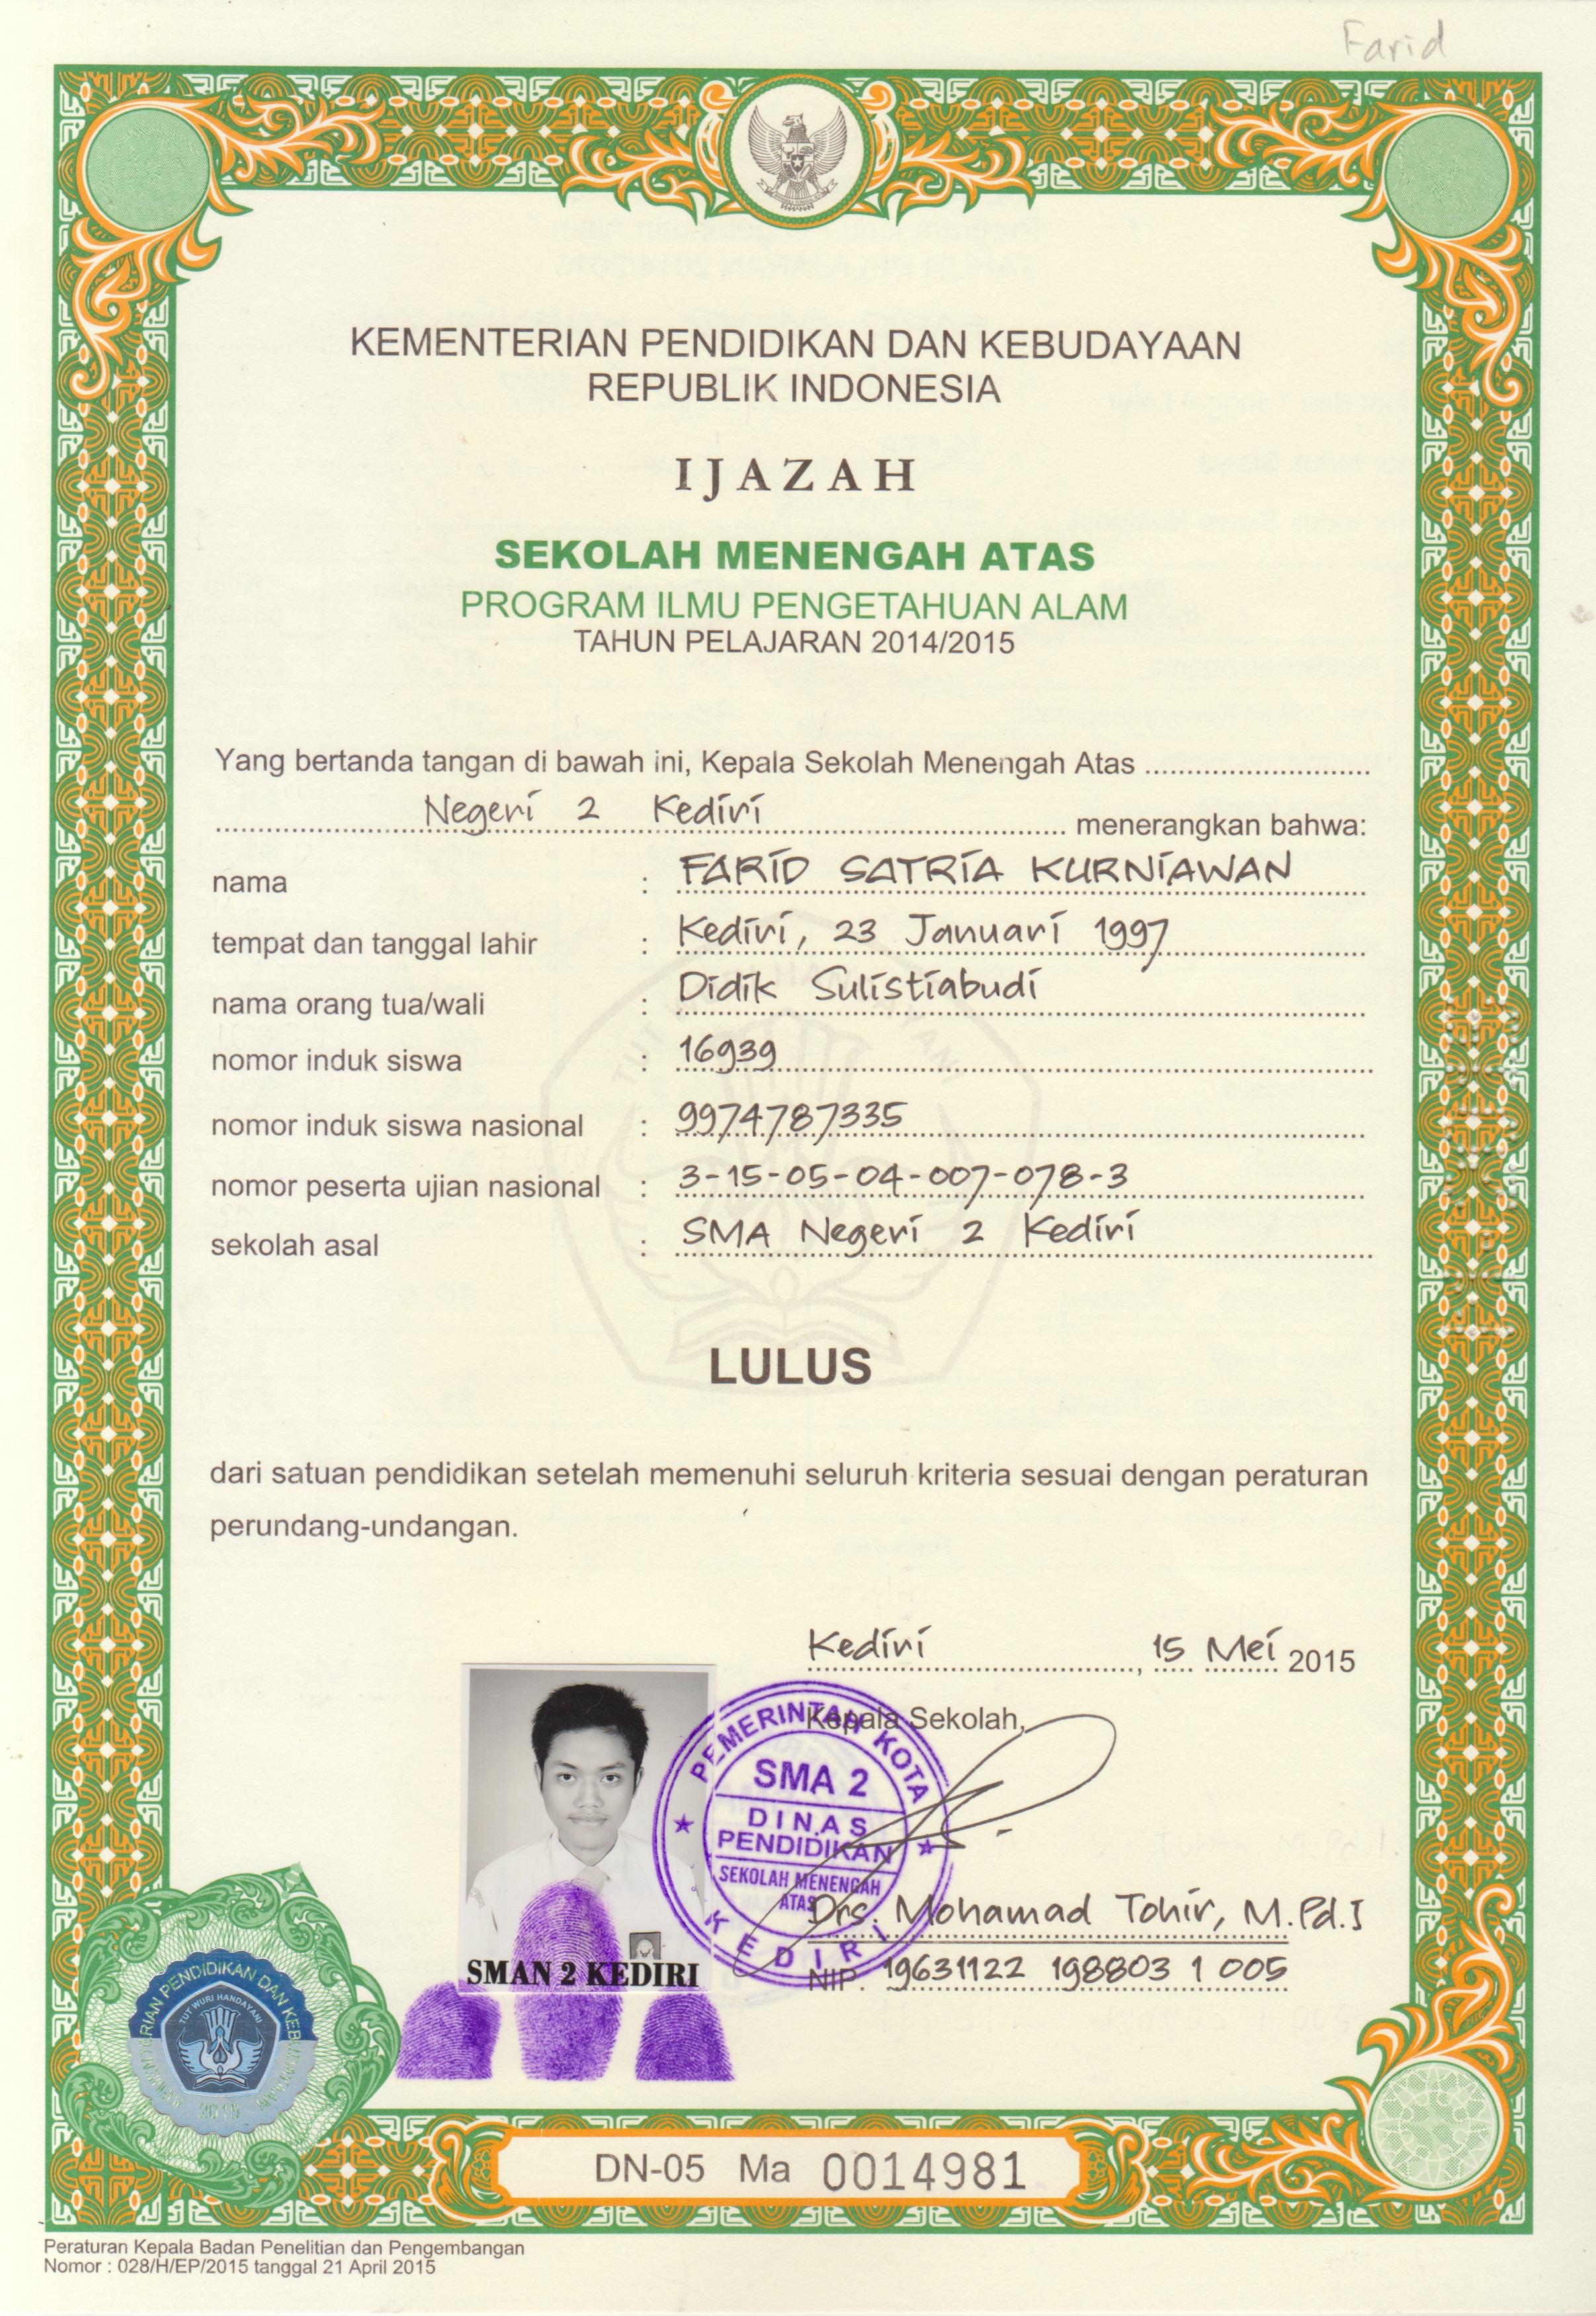 Farid
KEMENTERIAN PENDIDIKAN DAN KEBUDAYAAN
REPUBLIK INDONESIA
IJAZAH
SEKOLAH MENENGAH ATAS
PROGRAM ILMU PENGETAHUAN ALAM
TAHUN PELAJARAN 2014/2015
Yang bertanda tangan di bawah ini, Kepala Sekolah Menengah Atas
Negeri 2 Kediri menerangkan bahwa:
nama : FARID SATRIA KURNIAWAN
tempat dan tanggal lahir : Kediri, 23 Januari 1997
nama orang tua/wali : Didik Sulistiabudi
nomor induk siswa : 16939
nomor induk siswa nasional : 9974787335
nomor peserta ujian nasional : 3-15-05-04-007-078-3
sekolah asal : SMA Negeri 2 Kediri
LULUS
dari satuan pendidikan setelah memenuhi seluruh kriteria sesuai dengan peraturan
perundang-undangan.
Kediri, 15 Mei 2015
Kepala Sekolah,
PEMERINTAH KOTA
SMA 2
DINAS
PENDIDIKAN
SEKOLAH MENENGAH
ATAS
KEDIRI
Drs. Mohamad Tohir, M.Pd.I
NIP. 19631122 198803 1 005
SMAN 2 KEDIRI
TUT WURI HANDAYANI
2015
DN-05 Ma 0014981
Peraturan Kepala Badan Penelitian dan Pengembangan
Nomor : 028/H/EP/2015 tanggal 21 April 2015